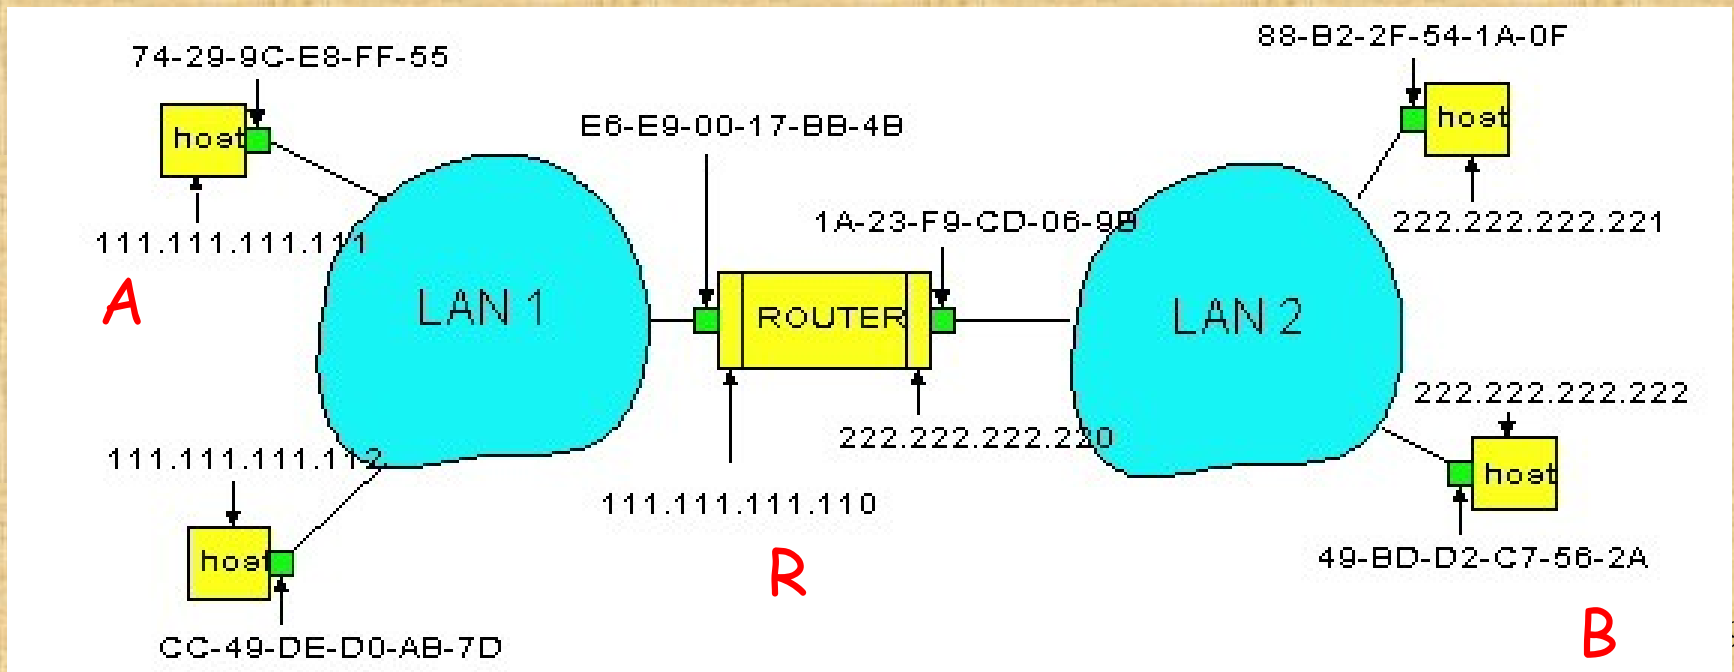 74-29-9C-E8-FF-55
88-B2-2F-54-1A-0F
host
host
E6-E9-00-17-BB-4B
111.111.111.111
1A-23-F9-CD-06-9B
222.222.222.221
A
LAN 1
ROUTER
LAN 2
222.222.222.222
111.111.111.112
222.222.222.220
host
111.111.111.110
host
49-BD-D2-C7-56-2A
R
CC-49-DE-D0-AB-7D
B